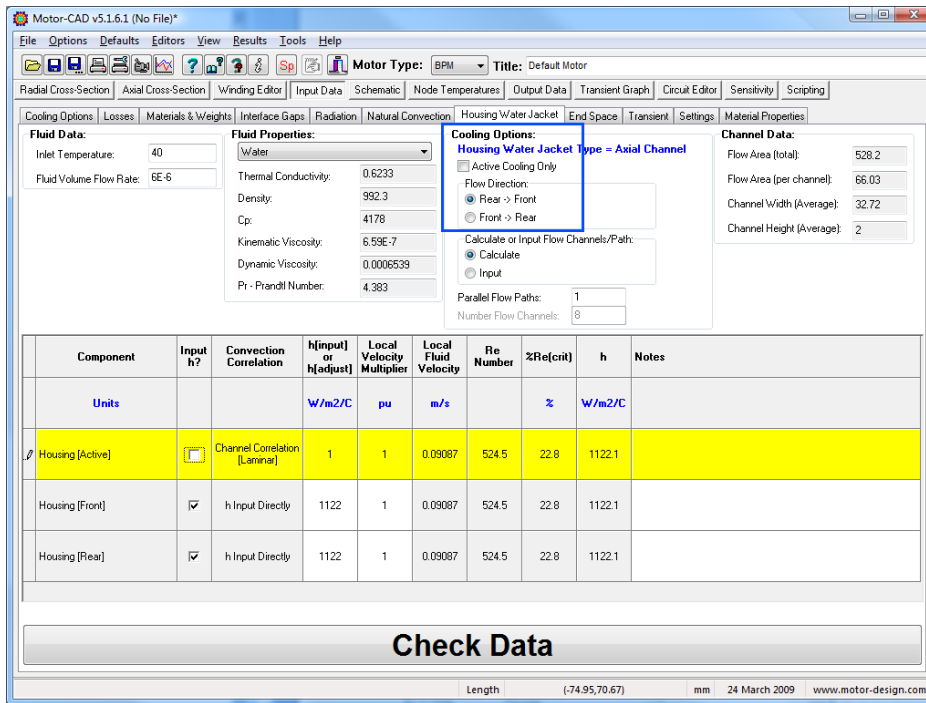 Motor-CAD v5.1.6.1 (No File)*
File Options Defaults Editors View Results Tools Help
Sp Motor Type: BPM Title: Default Motor
Radial Cross-Section Axial Cross-Section Winding Editor Input Data Schematic Node Temperatures Output Data Transient Graph Circuit Editor Sensitivity Scripting
Cooling Options Losses Materials & Weights Interface Gaps Radiation Natural Convection Housing Water Jacket End Space Transient Settings Material Properties
Fluid Data:
Inlet Temperature: 40
Fluid Volume Flow Rate: 6E-6
Fluid Properties:
Water
Thermal Conductivity: 0.6233
Density: 992.3
Cp: 4178
Kinematic Viscosity: 6.59E-7
Dynamic Viscosity: 0.0006539
Pr - Prandtl Number: 4.383
Cooling Options:
Housing Water Jacket Type = Axial Channel
Active Cooling Only
Flow Direction:
Rear -> Front
Front -> Rear
Calculate or Input Flow Channels/Path:
Calculate
Input
Parallel Flow Paths: 1
Number Flow Channels: 8
Channel Data:
Flow Area (total): 528.2
Flow Area (per channel): 66.03
Channel Width (Average): 32.72
Channel Height (Average): 2
Component Input h? Convection Correlation h[input] or h[adjust] Local Velocity Multiplier Local Fluid Velocity Re Number %Re(crit) h Notes
Units W/m2/C pu m/s % W/m2/C
Housing [Active] Channel Correlation [Laminar] 1 1 0.09087 524.5 22.8 1122.1
Housing [Front] h Input Directly 1122 1 0.09087 524.5 22.8 1122.1
Housing [Rear] h Input Directly 1122 1 0.09087 524.5 22.8 1122.1
Check Data
Length (-74.95,70.67) mm 24 March 2009 www.motor-design.com